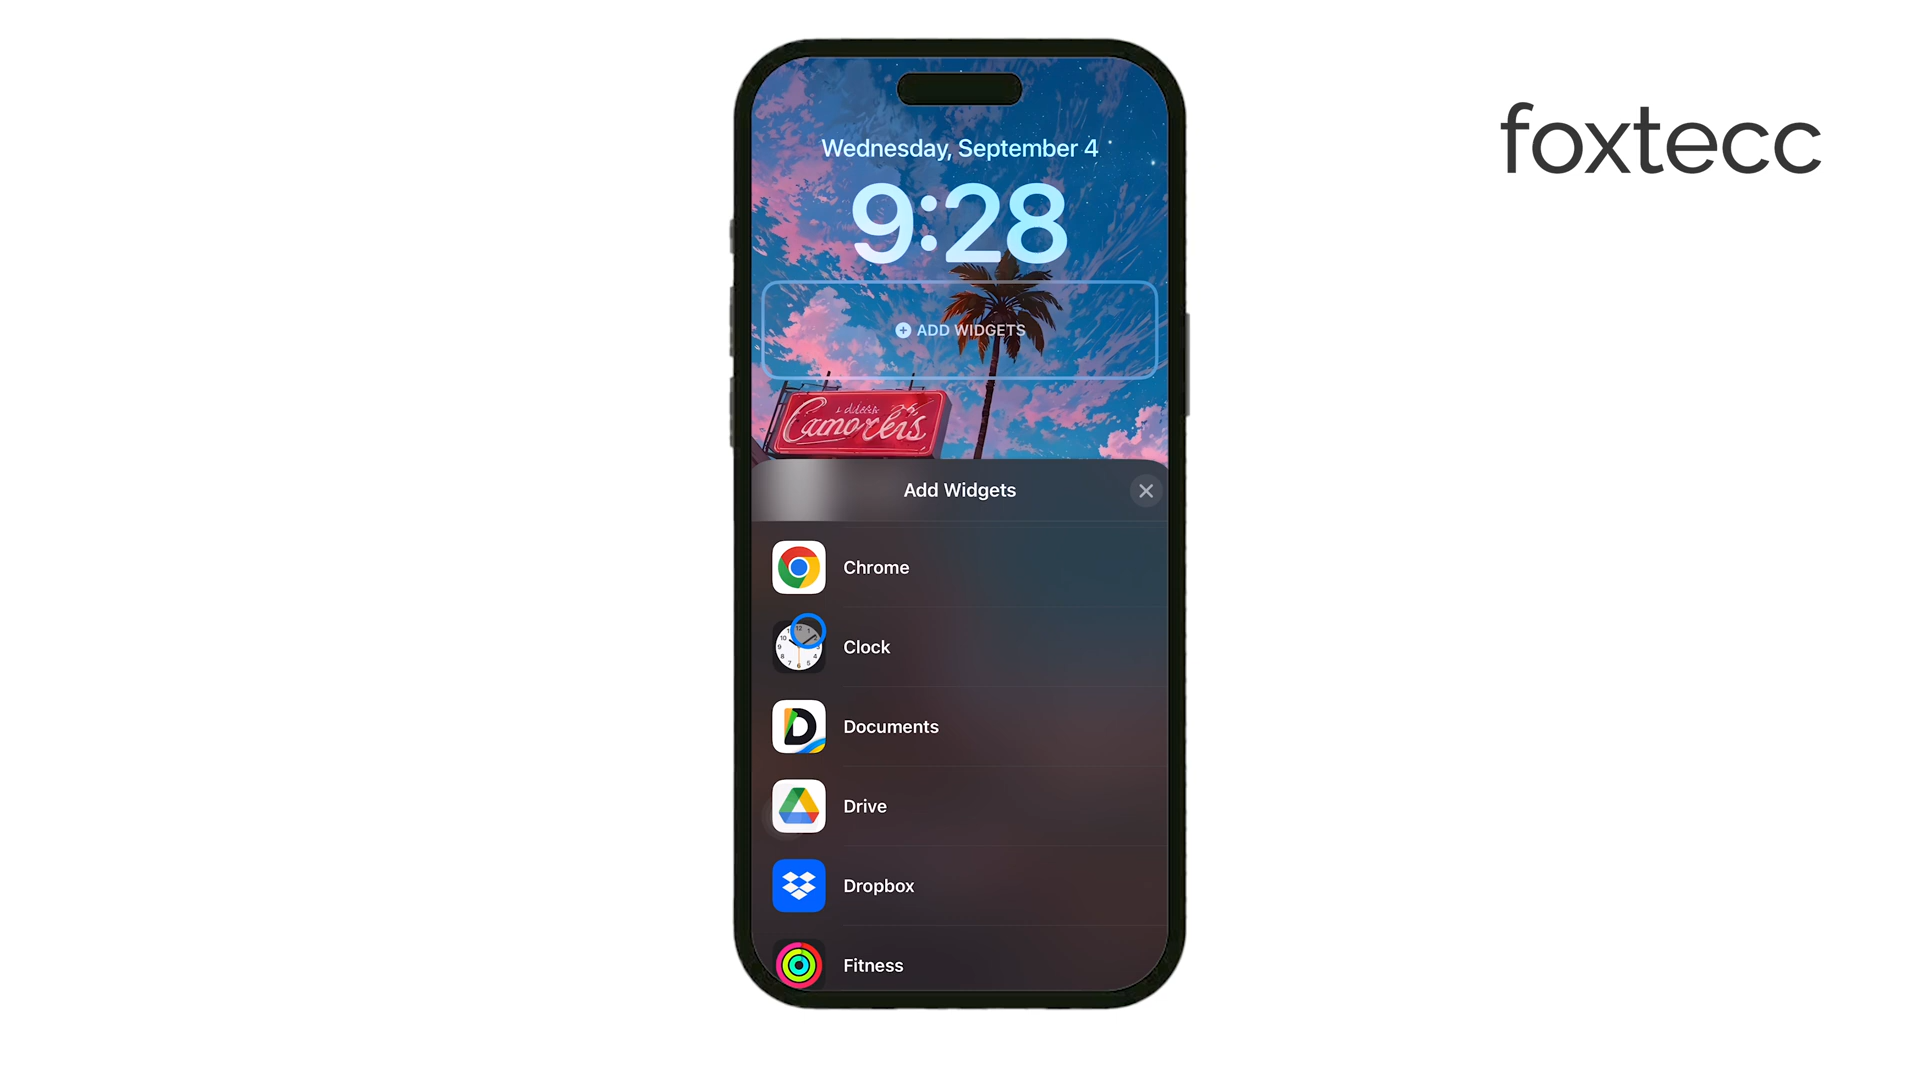 foxtecc
Wednesday, September 4
9:28
ADD WIDGETS
Add Widgets
Chrome
Clock
Documents
Drive
Dropbox
Fitness